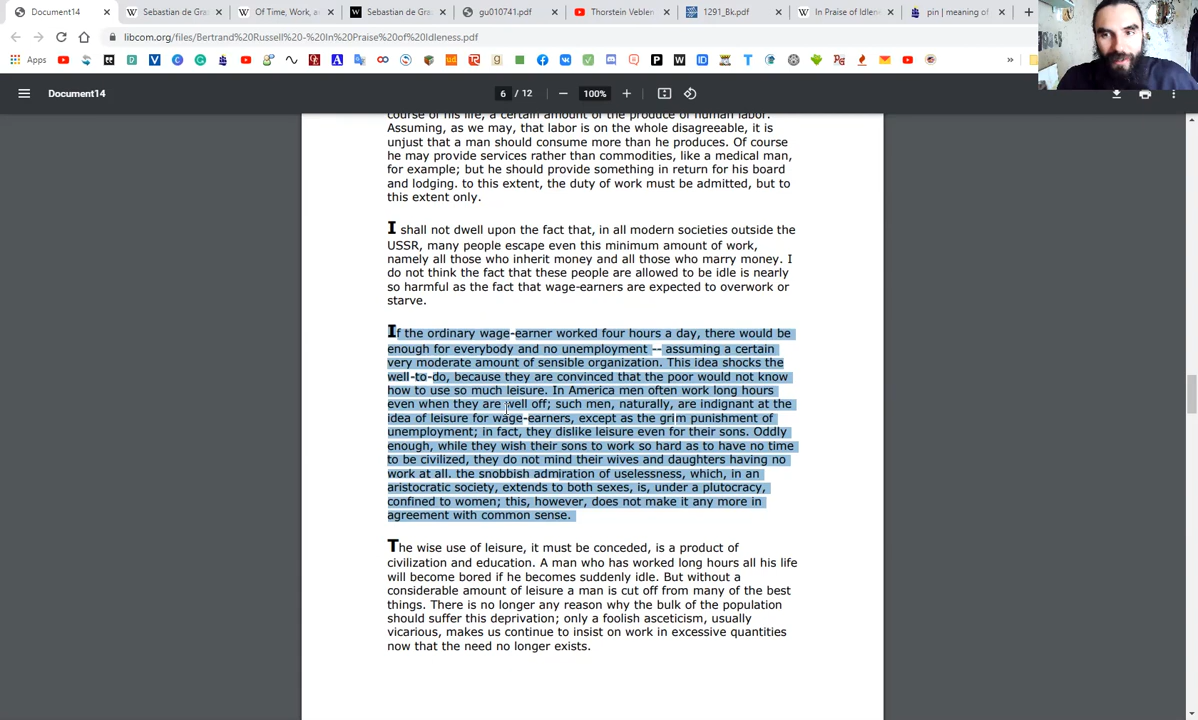 Document14
Sebastian de Gra
Of Time, Work, a
Sebastian de Gra
gu010741.pdf
Thorstein Veblen
1291_Bk.pdf
In Praise of Idlene
pin | meaning of
libcom.org/files/Bertrand%20Russell%20-%20In%20Praise%20of%20Idleness.pdf
Apps
Document14
6 / 12
100%
course of his life, a certain amount of the produce of human labor.
Assuming, as we may, that labor is on the whole disagreeable, it is
unjust that a man should consume more than he produces. Of course
he may provide services rather than commodities, like a medical man,
for example; but he should provide something in return for his board
and lodging. to this extent, the duty of work must be admitted, but to
this extent only.
I shall not dwell upon the fact that, in all modern societies outside the
USSR, many people escape even this minimum amount of work,
namely all those who inherit money and all those who marry money. I
do not think the fact that these people are allowed to be idle is nearly
so harmful as the fact that wage-earners are expected to overwork or
starve.
If the ordinary wage-earner worked four hours a day, there would be
enough for everybody and no unemployment -- assuming a certain
very moderate amount of sensible organization. This idea shocks the
well-to-do, because they are convinced that the poor would not know
how to use so much leisure. In America men often work long hours
even when they are well off; such men, naturally, are indignant at the
idea of leisure for wage-earners, except as the grim punishment of
unemployment; in fact, they dislike leisure even for their sons. Oddly
enough, while they wish their sons to work so hard as to have no time
to be civilized, they do not mind their wives and daughters having no
work at all. the snobbish admiration of uselessness, which, in an
aristocratic society, extends to both sexes, is, under a plutocracy,
confined to women; this, however, does not make it any more in
agreement with common sense.
The wise use of leisure, it must be conceded, is a product of
civilization and education. A man who has worked long hours all his life
will become bored if he becomes suddenly idle. But without a
considerable amount of leisure a man is cut off from many of the best
things. There is no longer any reason why the bulk of the population
should suffer this deprivation; only a foolish asceticism, usually
vicarious, makes us continue to insist on work in excessive quantities
now that the need no longer exists.